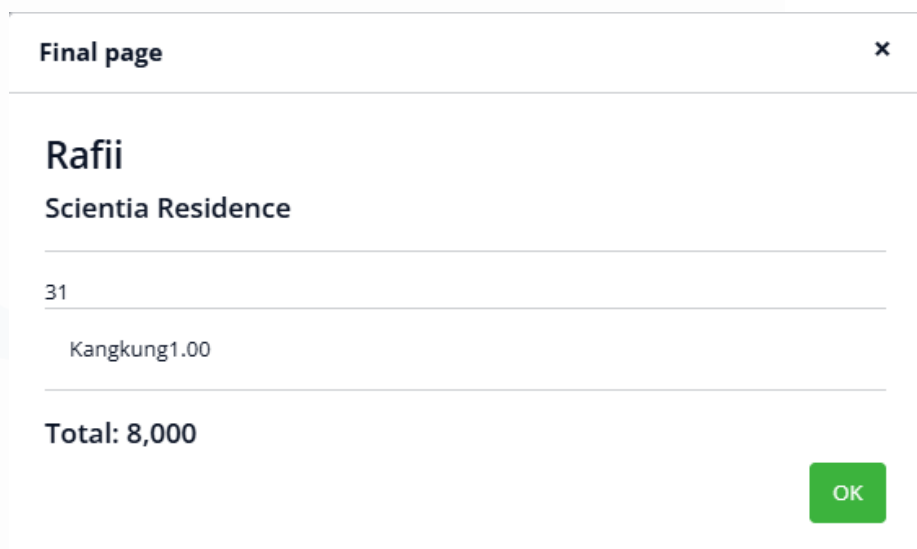 Final page ×
Rafii
Scientia Residence
31
Kangkung1.00
Total: 8,000
OK